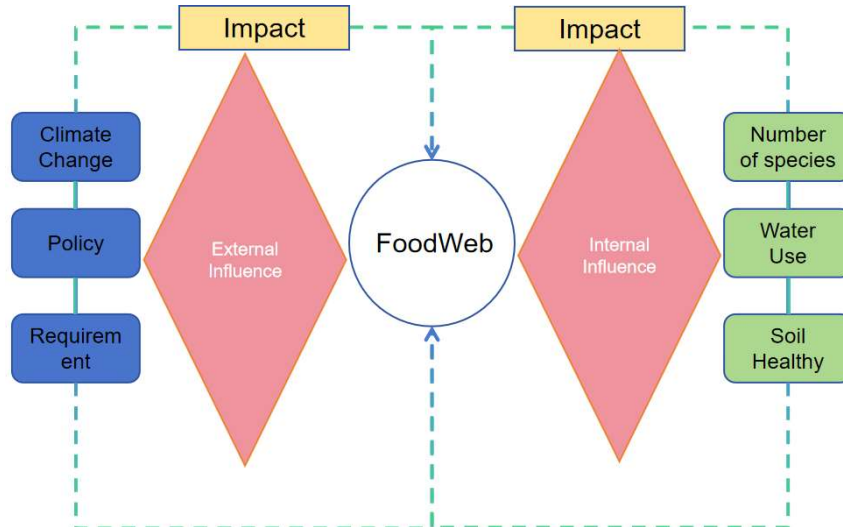 Impact
Impact
Climate
Change
Policy
Requirem
ent
External
Influence
FoodWeb
Internal
Influence
Number
of species
Water
Use
Soil
Healthy